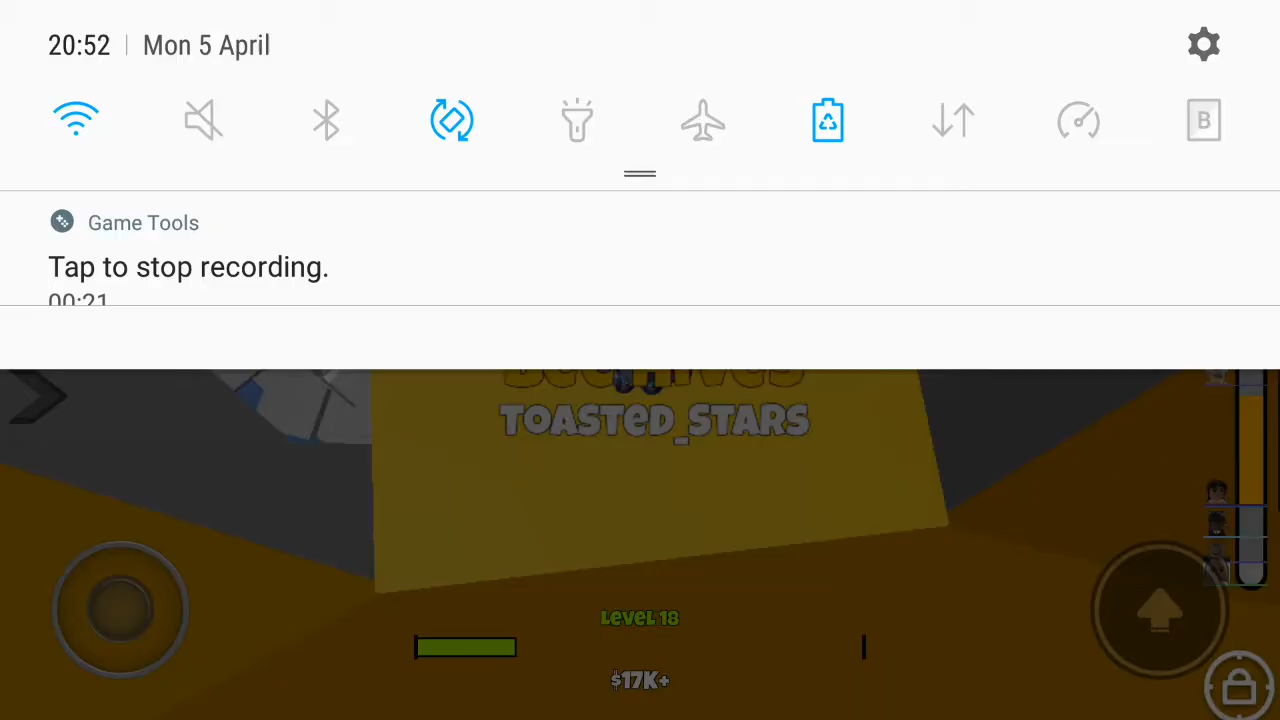 20:52 | Mon 5 April
B
Game Tools
Tap to stop recording.
00:21
TOASTED_STARS
LEVEL 18
$17K+